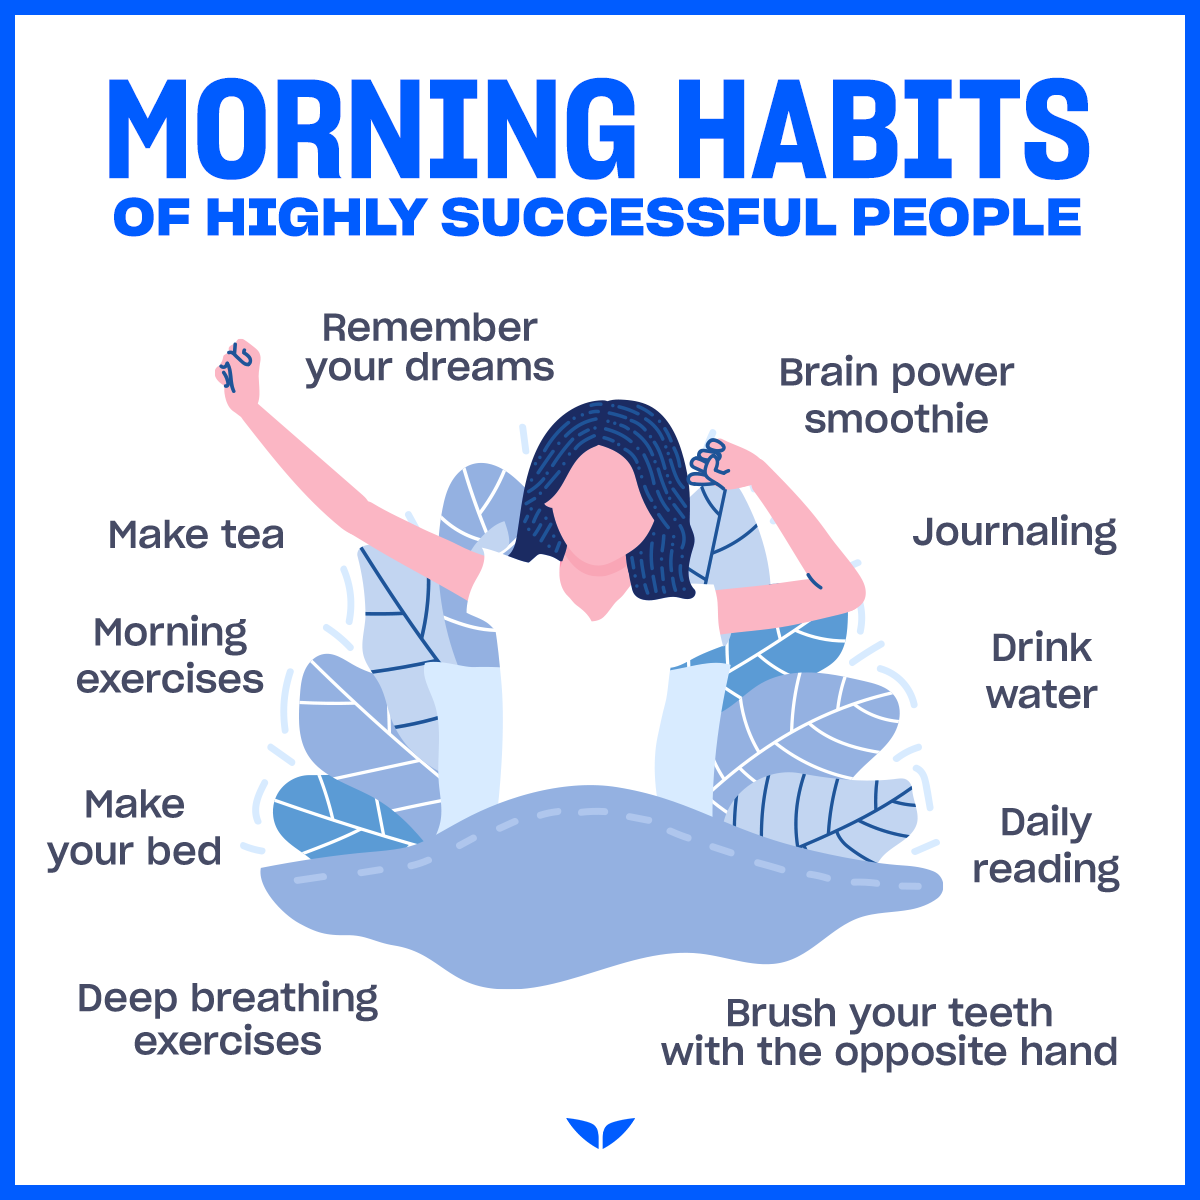 MORNING HABITS
OF HIGHLY SUCCESSFUL PEOPLE
Remember
your dreams
Brain power
smoothie
Make tea
Journaling
Morning
exercises
Drink
water
Make
your bed
Daily
reading
Deep breathing
exercises
Brush your teeth
with the opposite hand